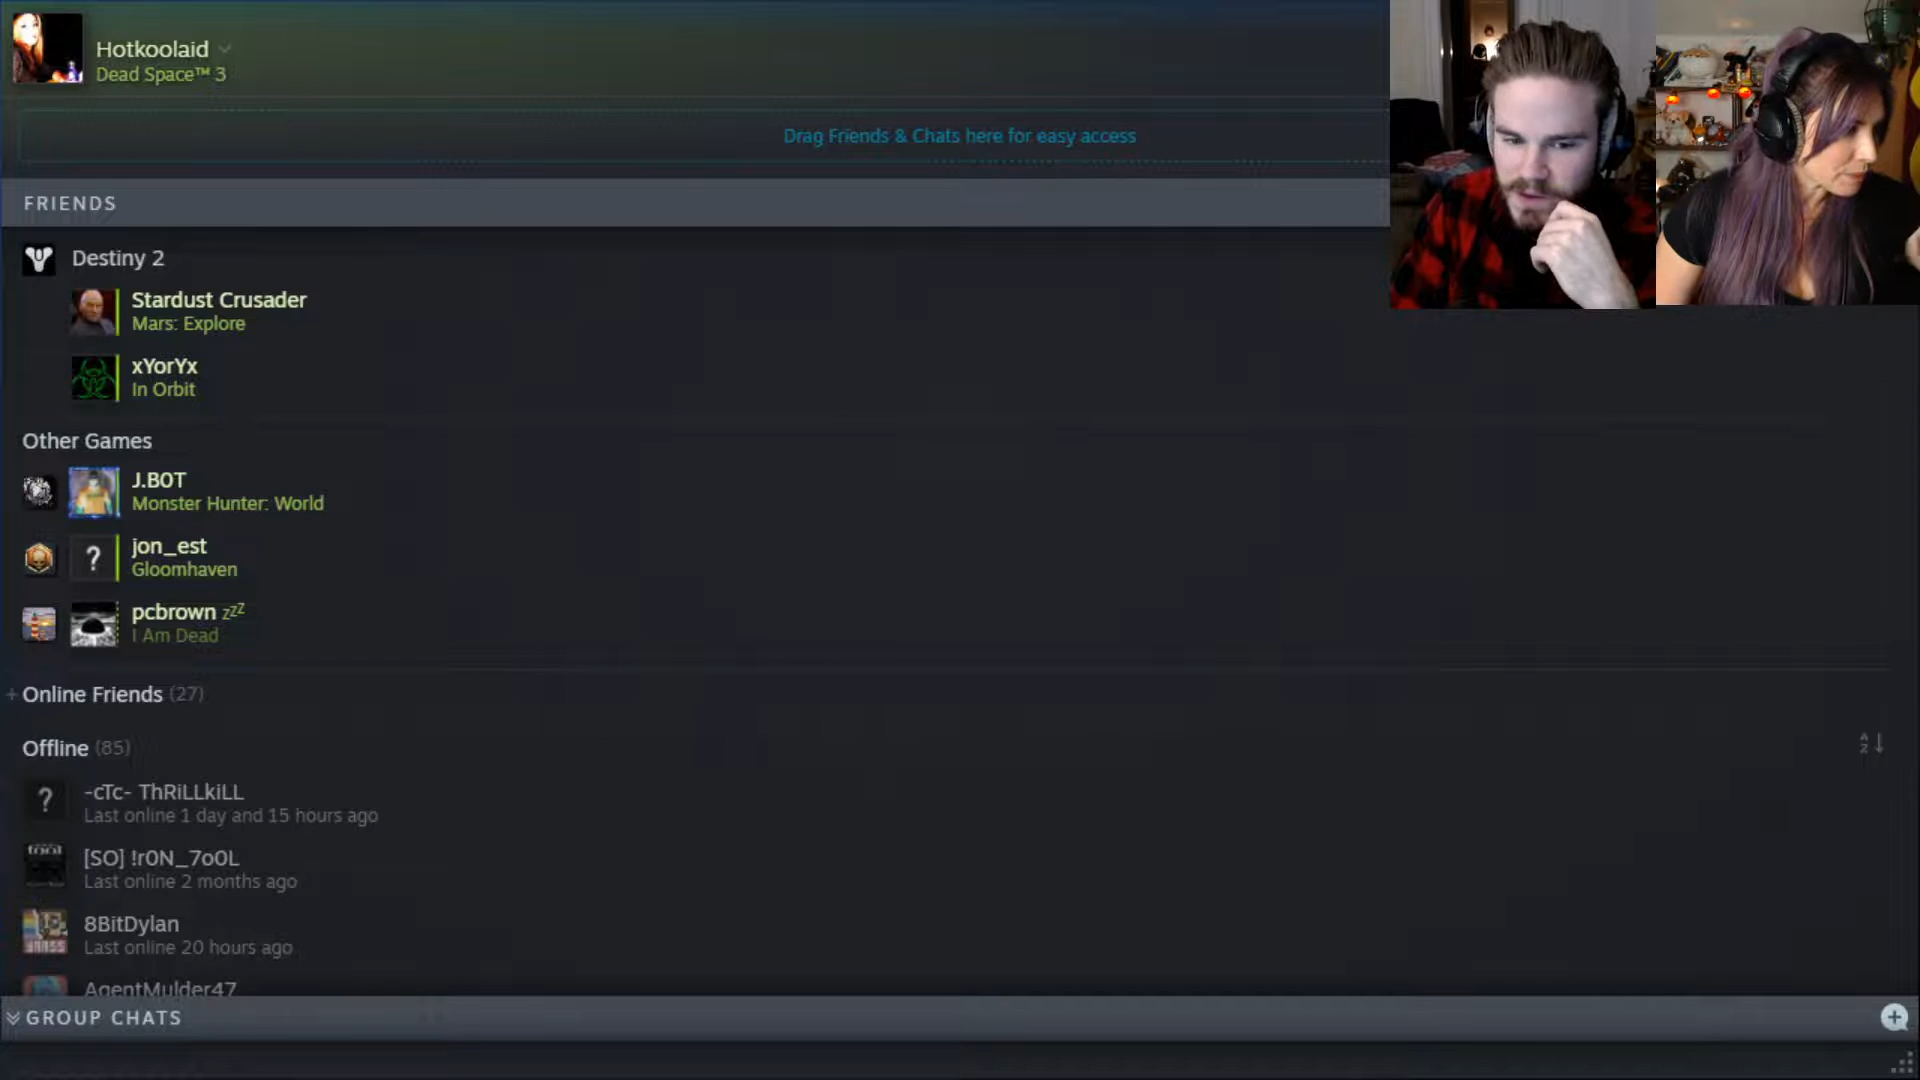 Hotkoolaid
Dead Space™ 3
Drag Friends & Chats here for easy access
FRIENDS
Destiny 2
Stardust Crusader
Mars: Explore
xYorYx
In Orbit
Other Games
J.BOT
Monster Hunter: World
?
jon_est
Gloomhaven
pcbrown zzZ
I Am Dead
+ Online Friends (27)
Offline (85)
A
Z
?
-cTc- ThRiLLkiLL
Last online 1 day and 15 hours ago
tool
[SO] !r0N_7o0L
Last online 2 months ago
8BitDylan
Last online 20 hours ago
AgentMulder47
GROUP CHATS